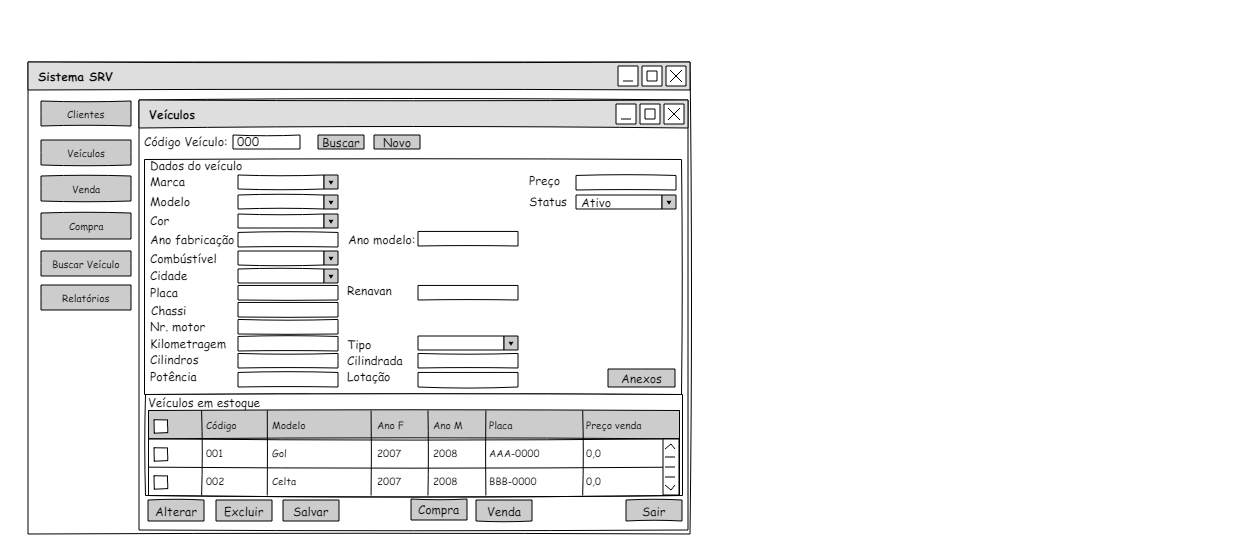 Sistema SRV
Clientes
Veículos
Venda
Compra
Buscar Veículo
Relatórios
Veículos
Código Veículo: 000 Buscar Novo
Dados do veículo
Marca Preço
Modelo Status Ativo
Cor
Ano fabricação Ano modelo:
Combústível
Cidade
Placa Renavan
Chassi
Nr. motor
Kilometragem Tipo
Cilindros Cilindrada
Potência Lotação
Anexos
Veículos em estoque
Código Modelo Ano F Ano M Placa Preço venda
001 Gol 2007 2008 AAA-0000 0,0
002 Celta 2007 2008 BBB-0000 0,0
Alterar Excluir Salvar Compra Venda Sair